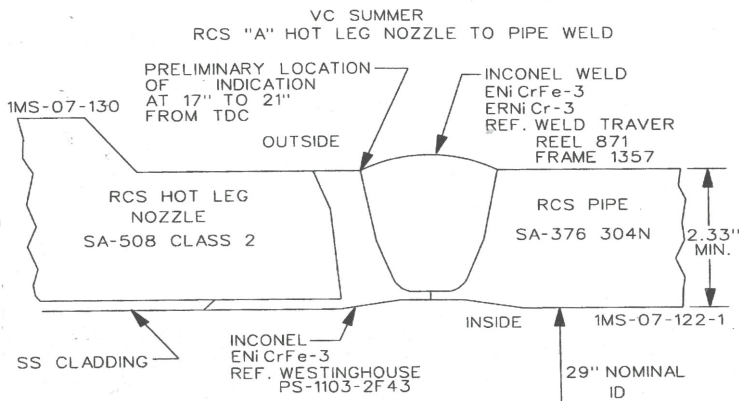 VC SUMMER
RCS "A" HOT LEG NOZZLE TO PIPE WELD
PRELIMINARY LOCATION
OF INDICATION
AT 17" TO 21"
FROM TDC
INCONEL WELD
ENiCrFe-3
ERNiCr-3
REF. WELD TRAVER
REEL 871
FRAME 1357
1MS-07-130
OUTSIDE
RCS HOT LEG
NOZZLE
SA-508 CLASS 2
RCS PIPE
SA-376 304N
2.33"
MIN.
SS CLADDING
INCONEL
ENiCrFe-3
REF. WESTINGHOUSE
PS-1103-2F43
INSIDE
1MS-07-122-1
29" NOMINAL
ID